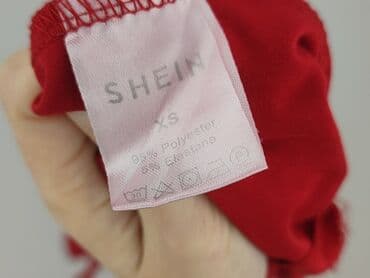 SHEIN
XS
95% Polyester
5% Elastane